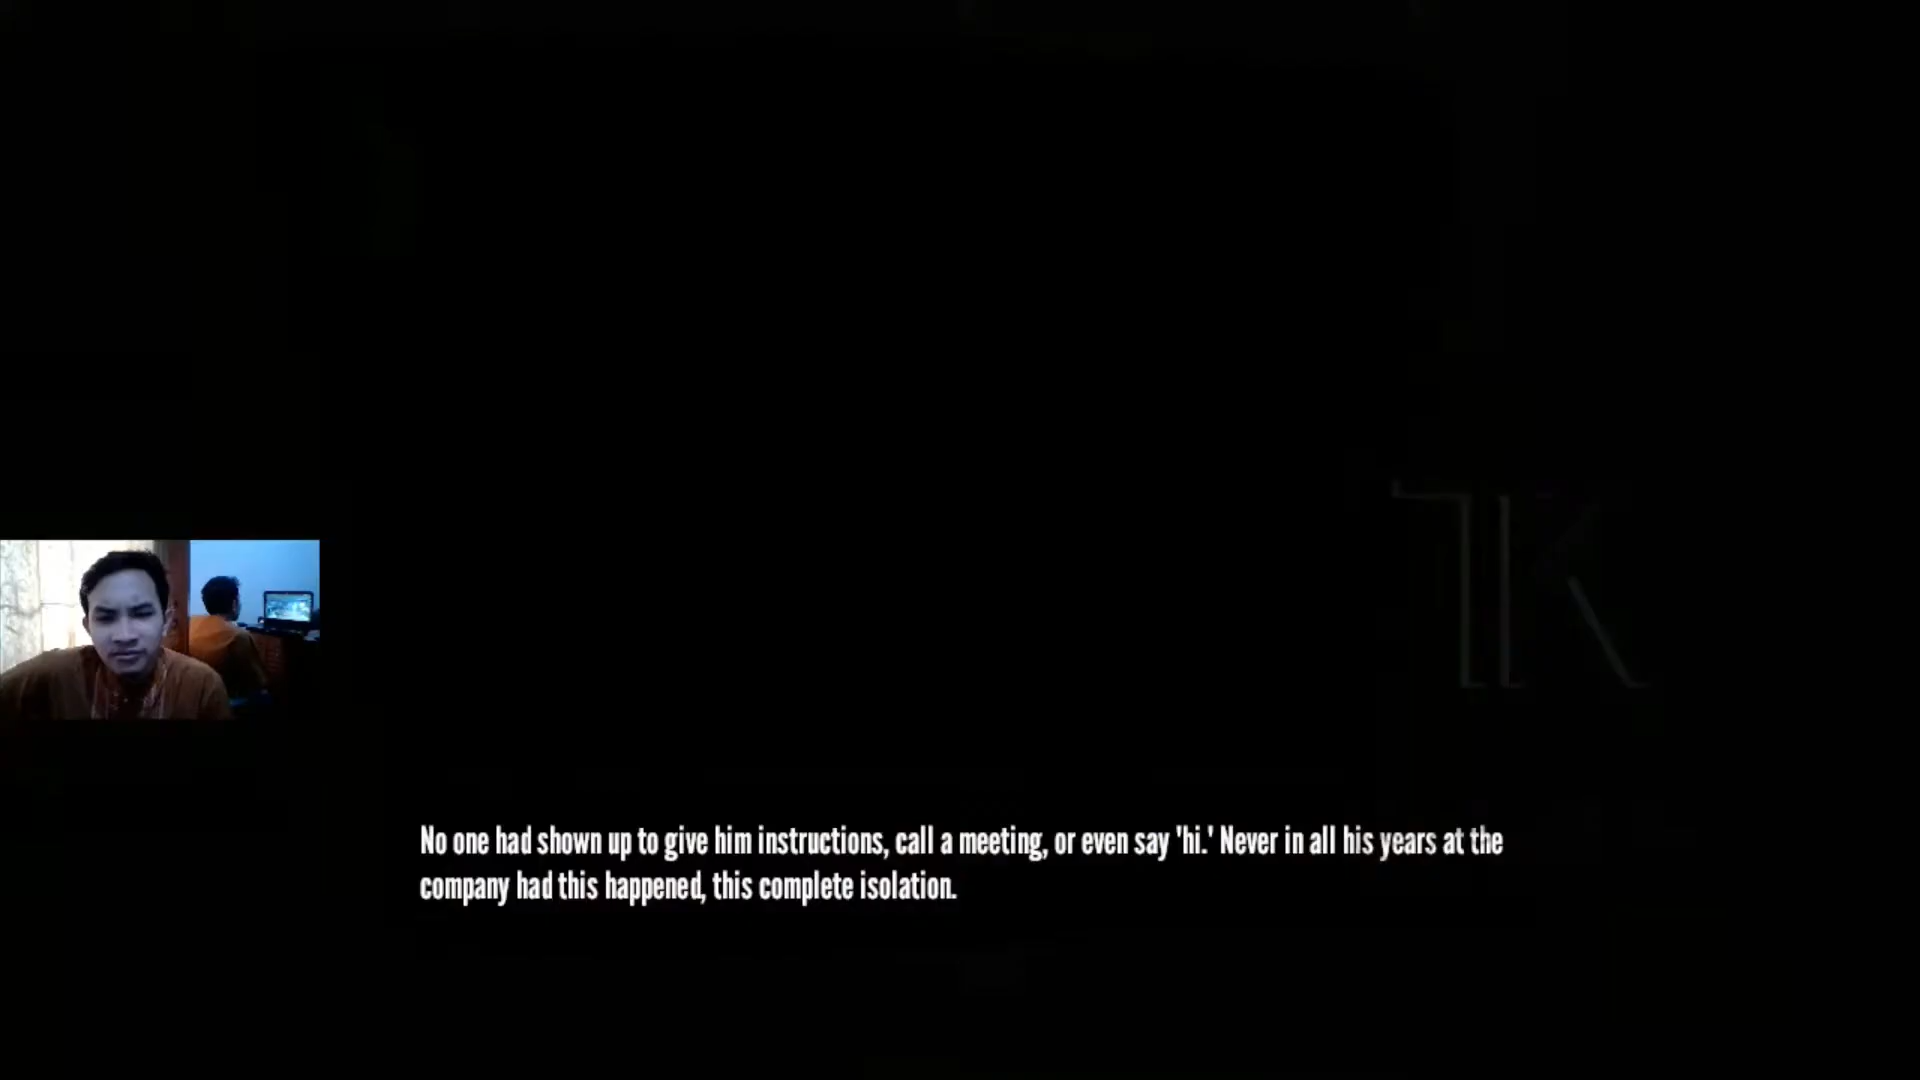 No one had shown up to give him instructions, call a meeting, or even say 'hi.' Never in all his years at the
company had this happened, this complete isolation.